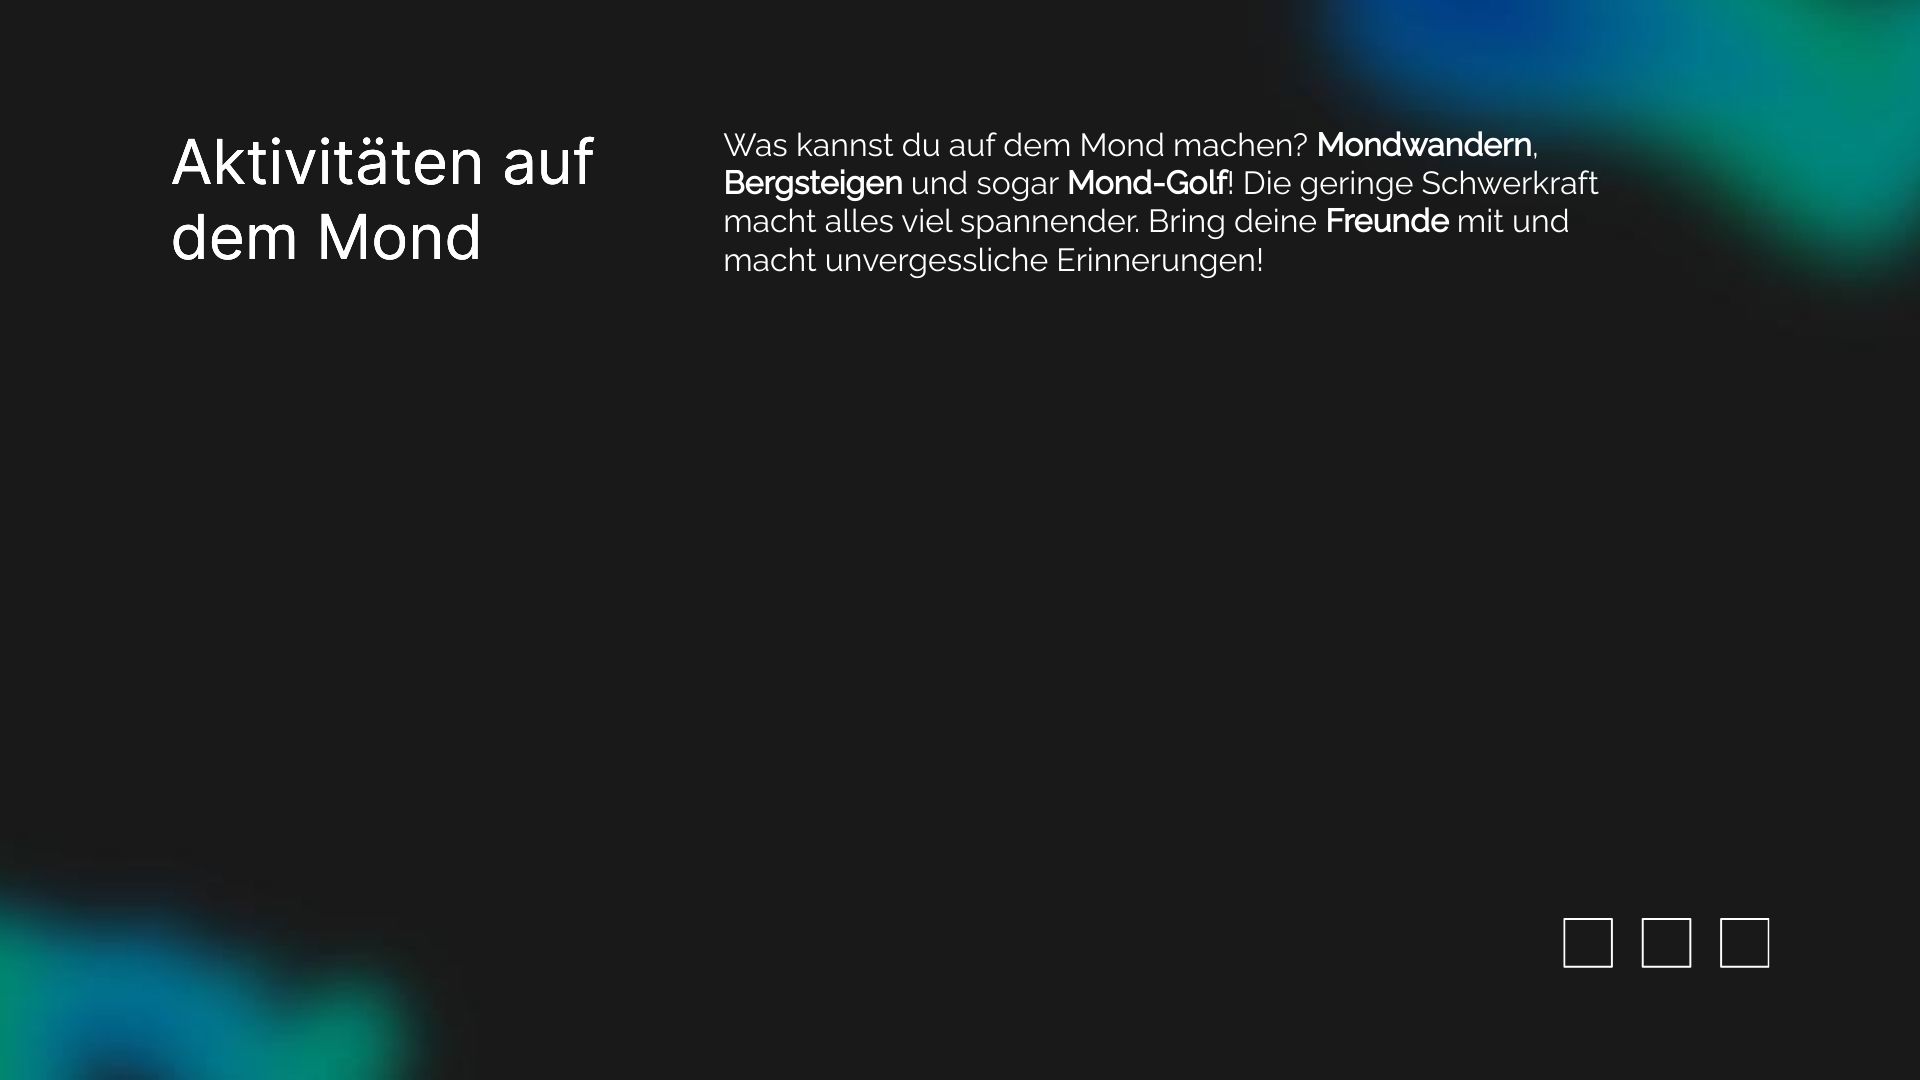 Aktivitäten auf
dem Mond
Was kannst du auf dem Mond machen? Mondwandern,
Bergsteigen und sogar Mond-Golf! Die geringe Schwerkraft
macht alles viel spannender. Bring deine Freunde mit und
macht unvergessliche Erinnerungen!